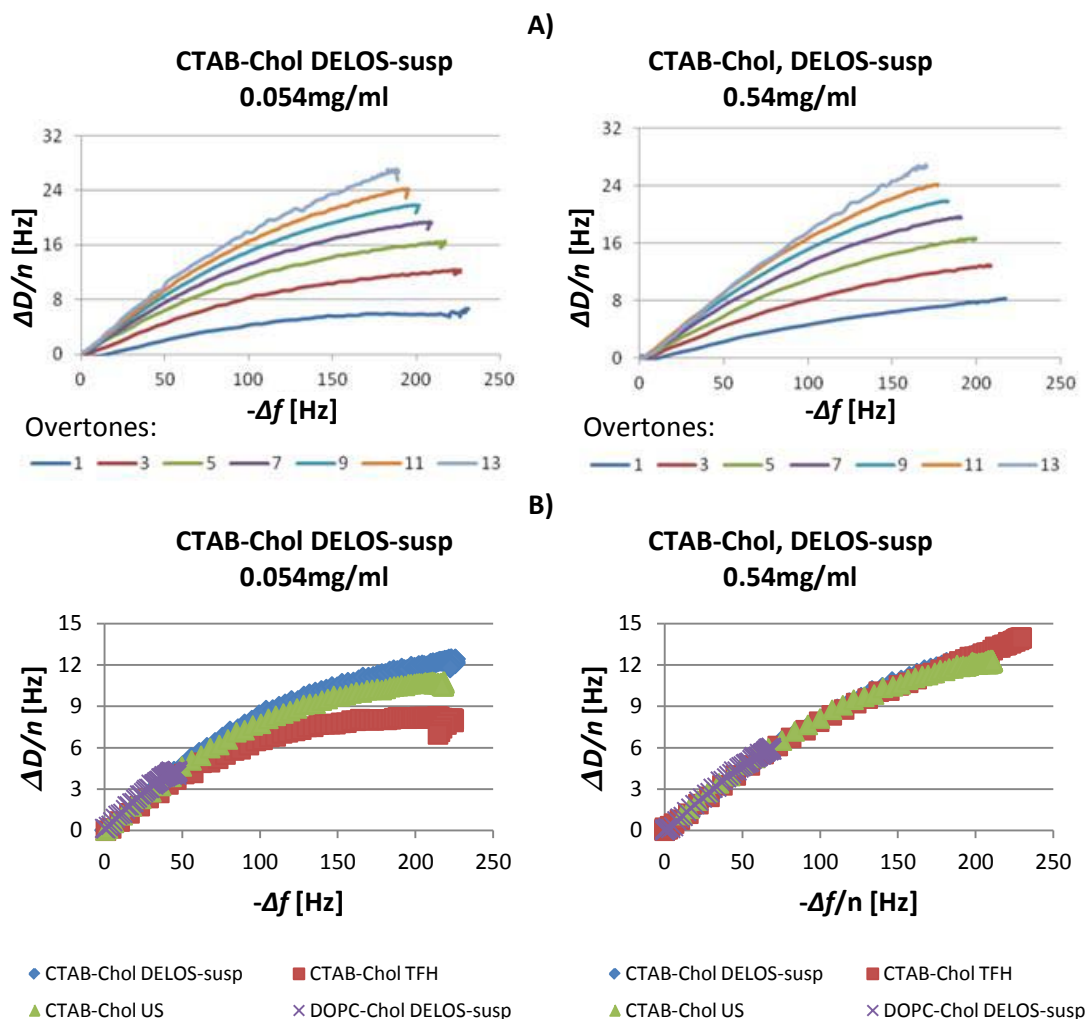 A)
CTAB-Chol DELOS-susp
0.054mg/ml
32
24
16
8
0
ΔD/n [Hz]
0 50 100 150 200 250
-Δf [Hz]
Overtones:
1 3 5 7 9 11 13
CTAB-Chol, DELOS-susp
0.54mg/ml
32
24
16
8
0
ΔD/n [Hz]
0 50 100 150 200 250
-Δf [Hz]
Overtones:
1 3 5 7 9 11 13
B)
CTAB-Chol DELOS-susp
0.054mg/ml
15
12
9
6
3
0
ΔD/n [Hz]
0 50 100 150 200 250
-Δf [Hz]
CTAB-Chol DELOS-susp CTAB-Chol TFH
CTAB-Chol US DOPC-Chol DELOS-susp
CTAB-Chol, DELOS-susp
0.54mg/ml
15
12
9
6
3
0
ΔD/n [Hz]
0 50 100 150 200 250
-Δf/n [Hz]
CTAB-Chol DELOS-susp CTAB-Chol TFH
CTAB-Chol US DOPC-Chol DELOS-susp